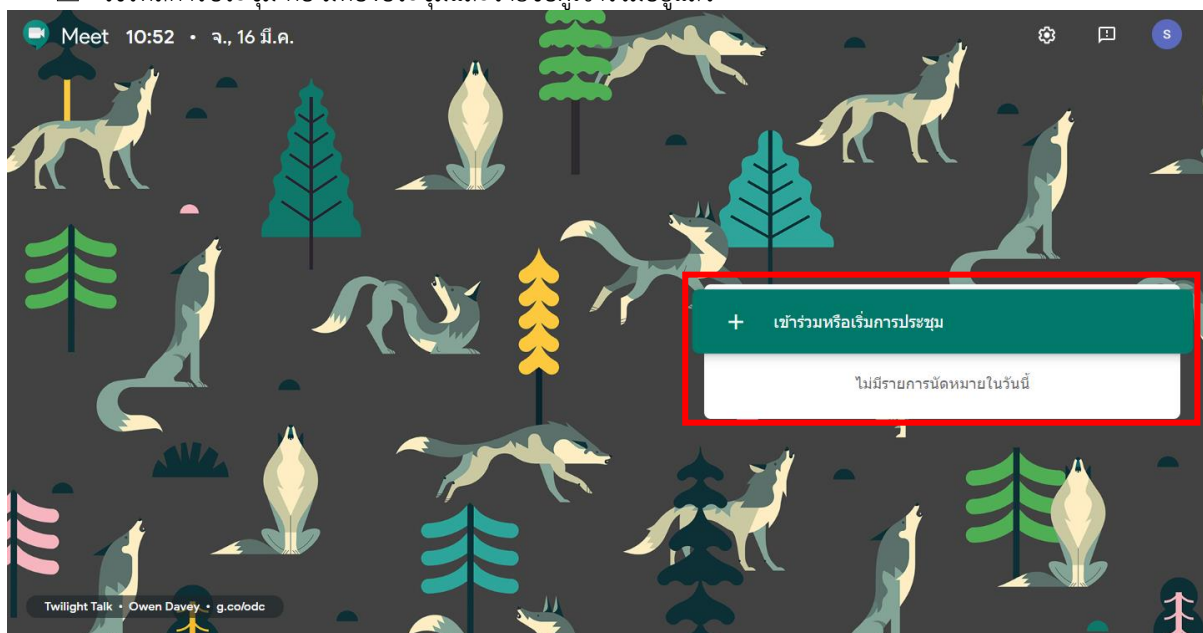 Meet 10:52 • จ., 16 มี.ค.
S
+ เข้าร่วมหรือเริ่มการประชุม
ไม่มีรายการนัดหมายในวันนี้
Twilight Talk • Owen Davey • g.co/odc